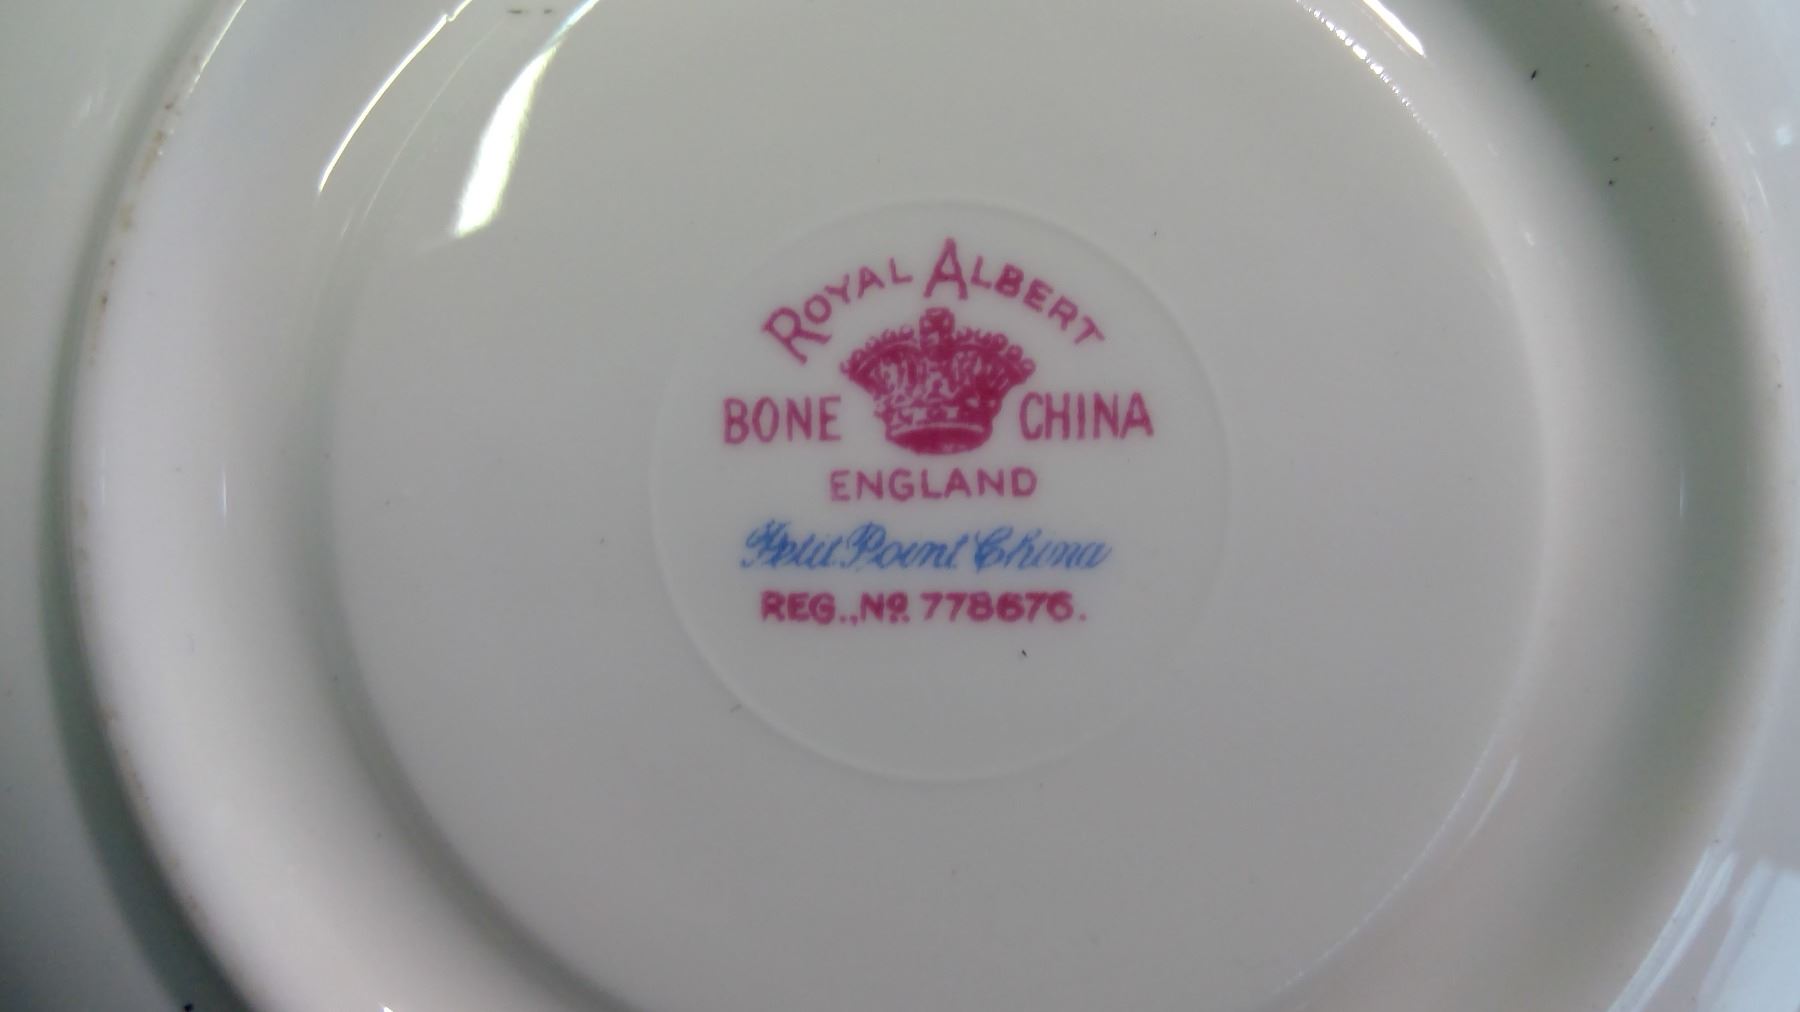 ROYAL ALBERT
BONE CHINA
ENGLAND
Petit Point China
REG.,No. 778676.